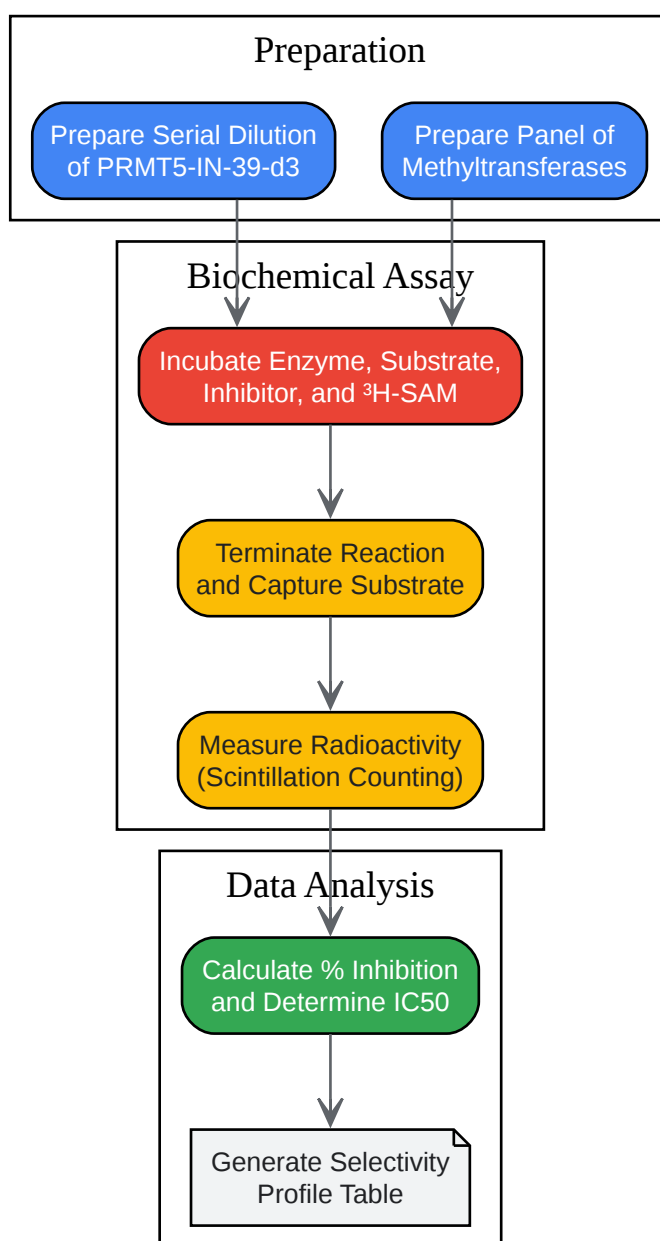 Preparation
Prepare Serial Dilution
of PRMT5-IN-39-d3
Prepare Panel of
Methyltransferases
Biochemical Assay
Incubate Enzyme, Substrate,
Inhibitor, and ³H-SAM
Terminate Reaction
and Capture Substrate
Measure Radioactivity
(Scintillation Counting)
Data Analysis
Calculate % Inhibition
and Determine IC50
Generate Selectivity
Profile Table